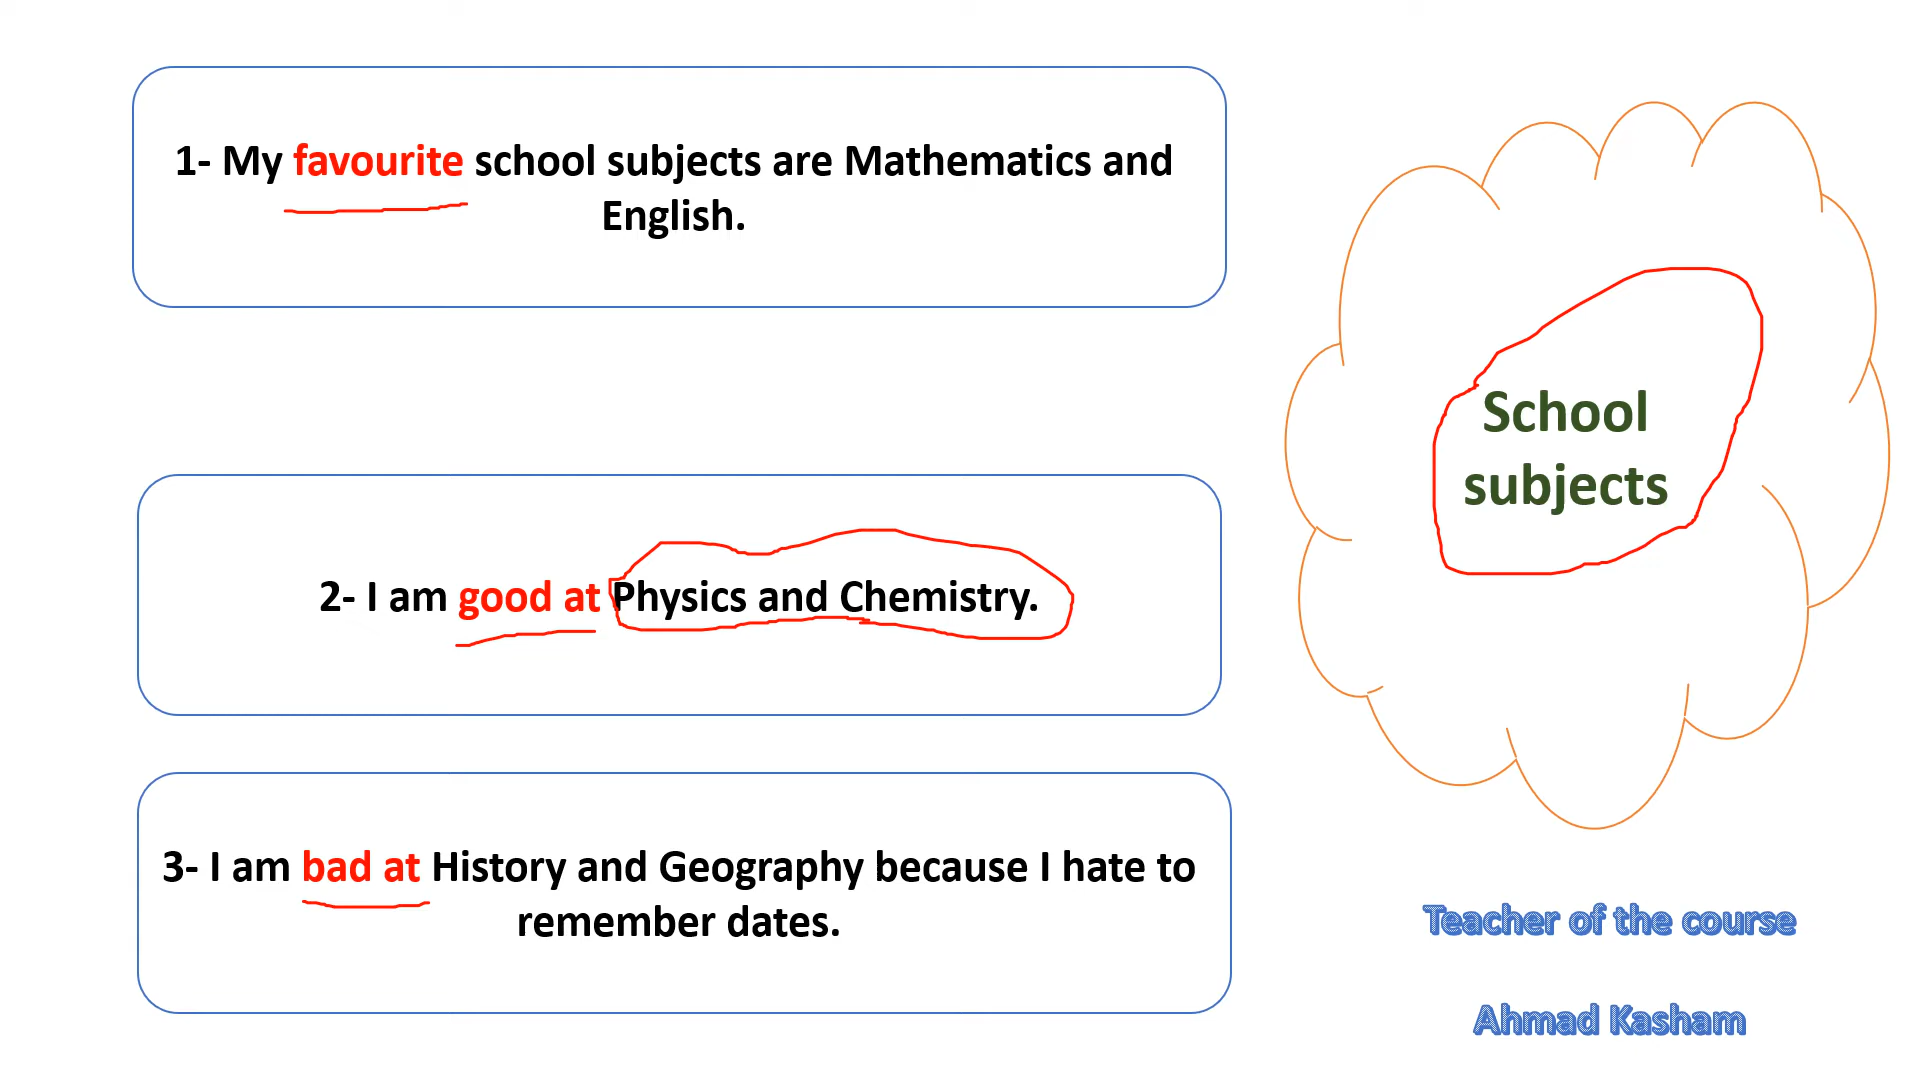 1- My favourite school subjects are Mathematics and
English.
2- I am good at Physics and Chemistry.
3- I am bad at History and Geography because I hate to
remember dates.
School
subjects
Teacher of the course
Ahmad Kasham